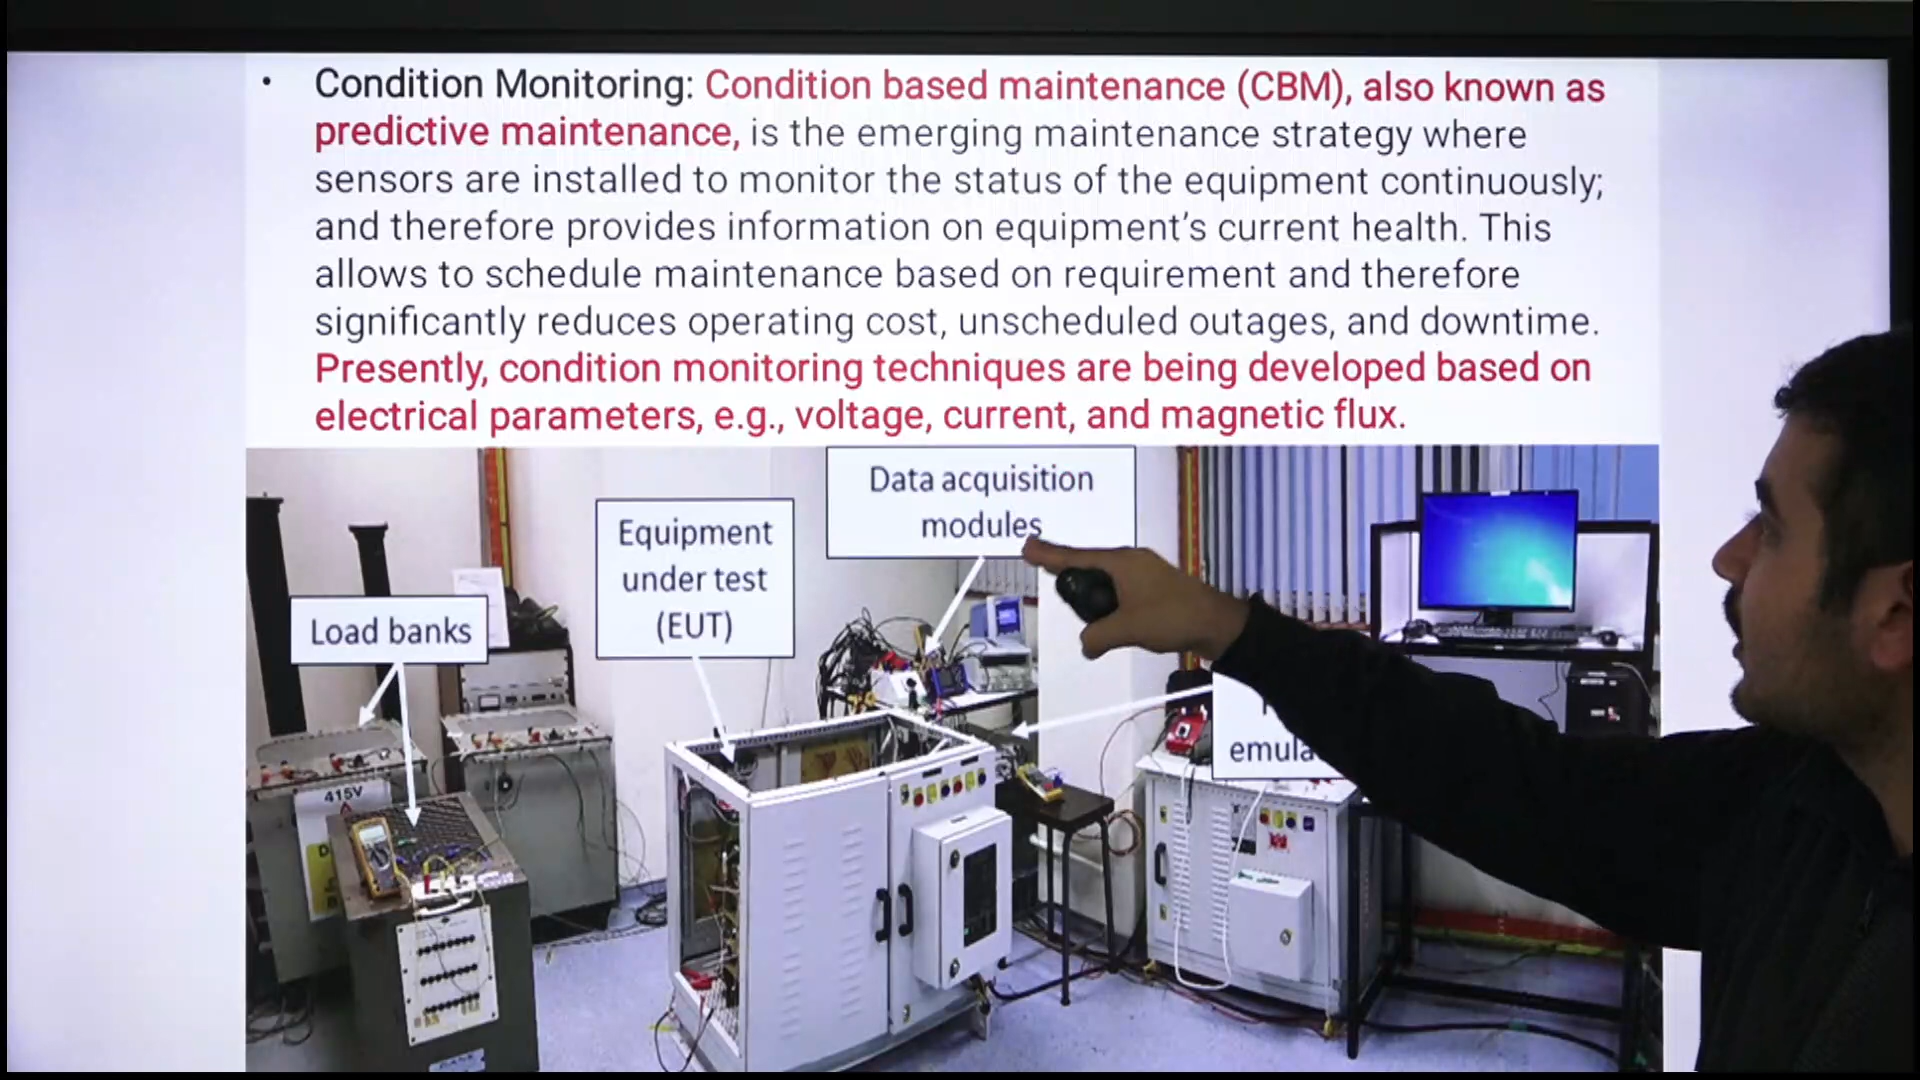 • Condition Monitoring: Condition based maintenance (CBM), also known as
predictive maintenance, is the emerging maintenance strategy where
sensors are installed to monitor the status of the equipment continuously;
and therefore provides information on equipment's current health. This
allows to schedule maintenance based on requirement and therefore
significantly reduces operating cost, unscheduled outages, and downtime.
Presently, condition monitoring techniques are being developed based on
electrical parameters, e.g., voltage, current, and magnetic flux.
Data acquisition
modules
Equipment
under test
(EUT)
Load banks
415V